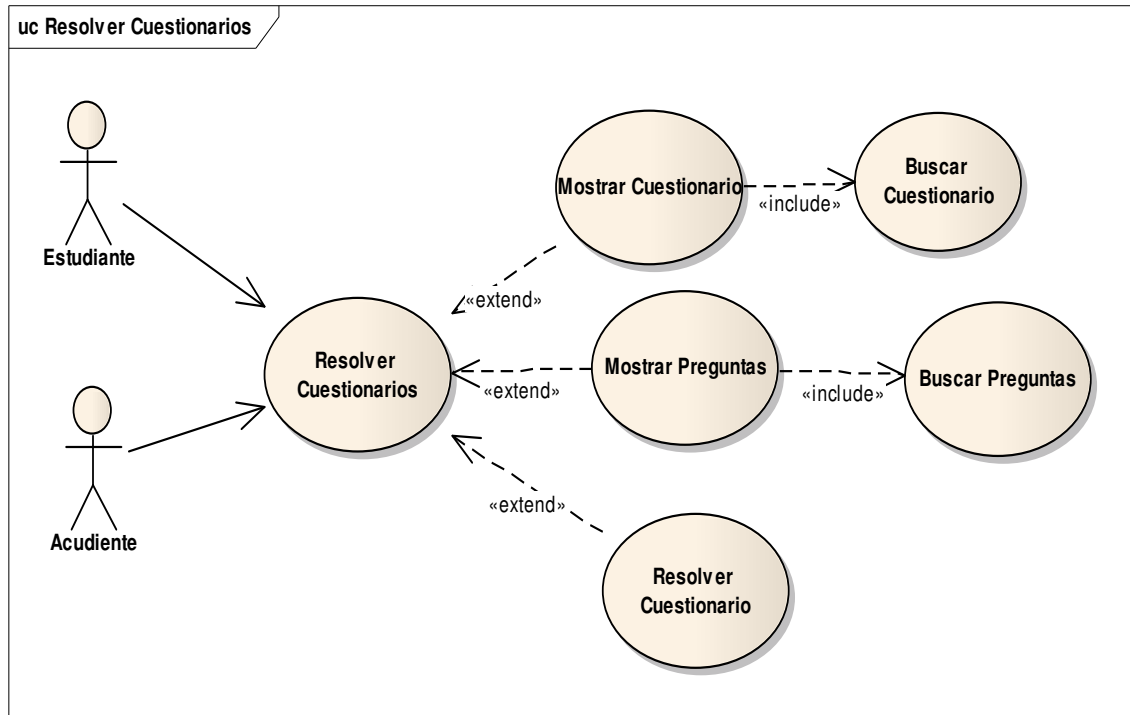 uc Resolver Cuestionarios
Estudiante
Acudiente
Resolver
Cuestionarios
Mostrar Cuestionario
«include»
Buscar
Cuestionario
«extend»
Mostrar Preguntas
«extend»
«include»
Buscar Preguntas
«extend»
Resolver
Cuestionario